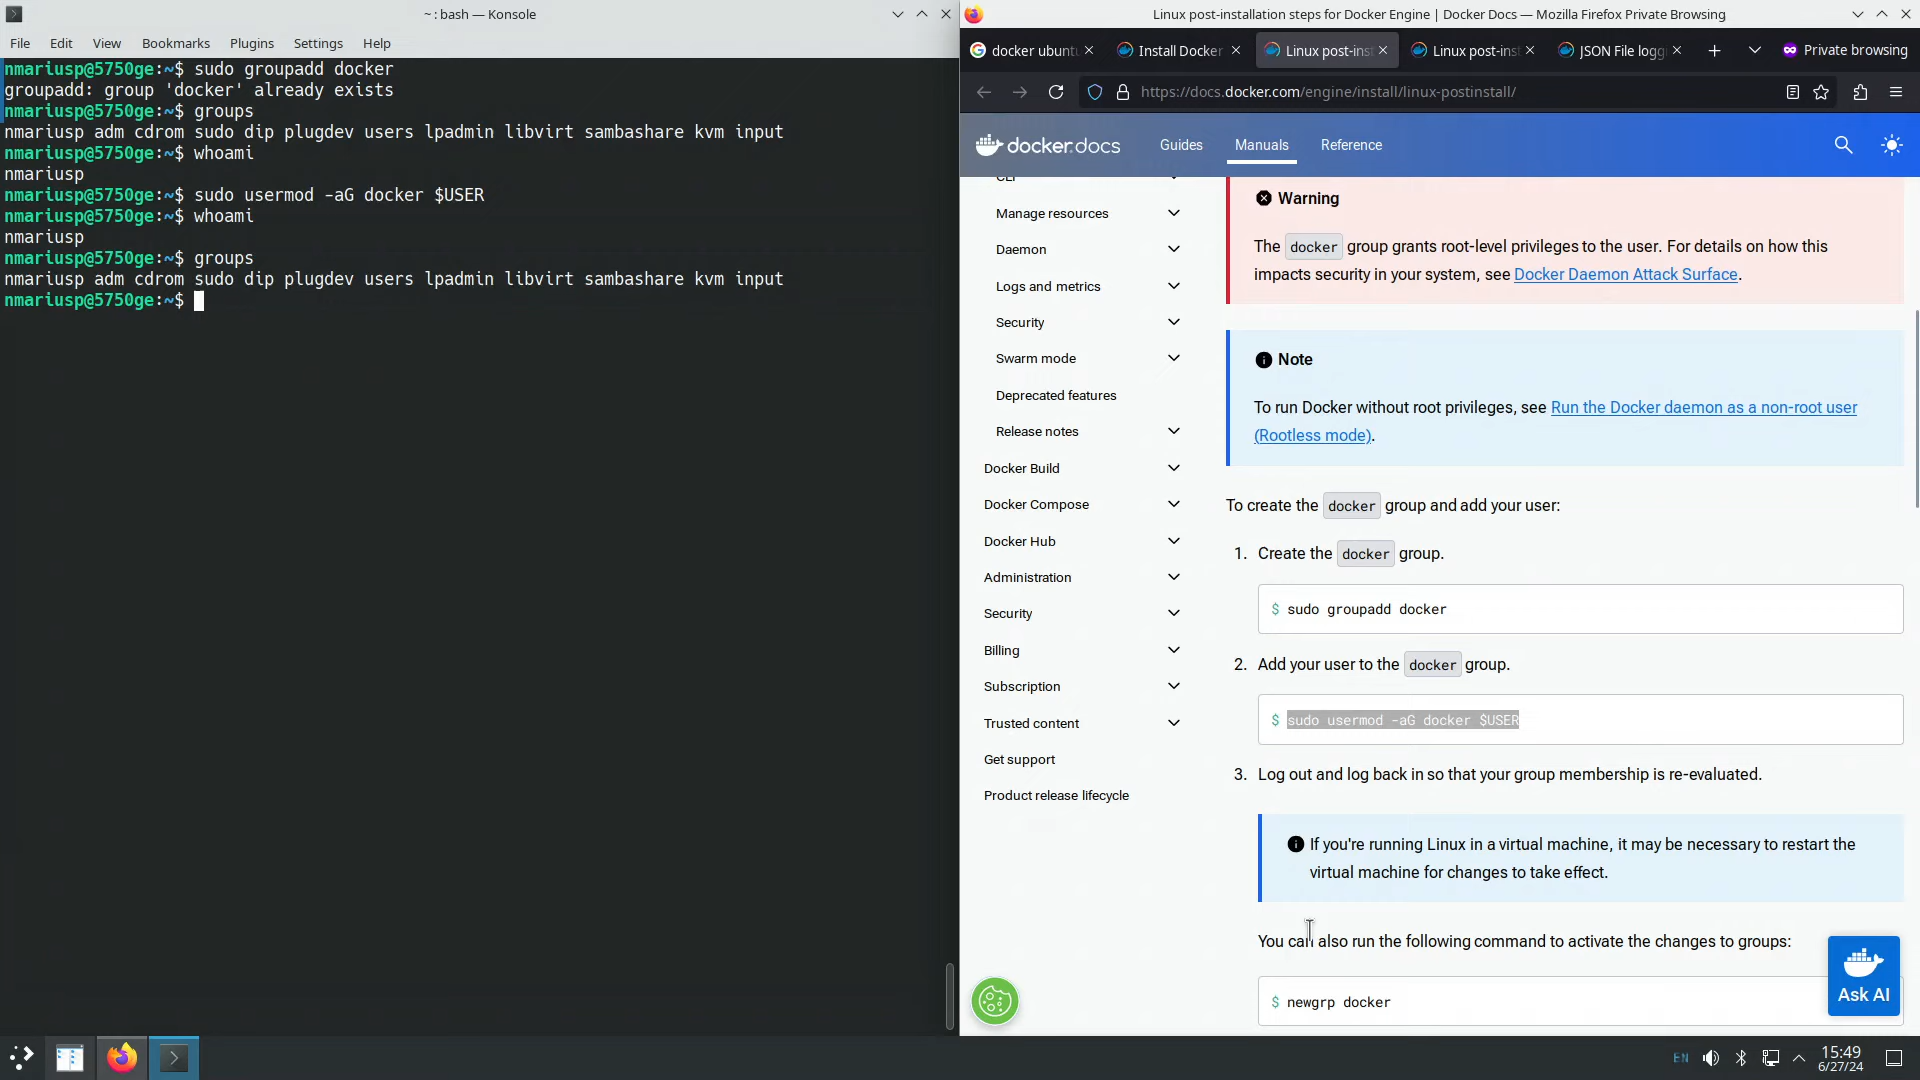 ~ : bash — Konsole
File Edit View Bookmarks Plugins Settings Help
nmariusp@5750ge:~$ sudo groupadd docker
groupadd: group 'docker' already exists
nmariusp@5750ge:~$ groups
nmariusp adm cdrom sudo dip plugdev users lpadmin libvirt sambashare kvm input
nmariusp@5750ge:~$ whoami
nmariusp
nmariusp@5750ge:~$ sudo usermod -aG docker $USER
nmariusp@5750ge:~$ whoami
nmariusp
nmariusp@5750ge:~$ groups
nmariusp adm cdrom sudo dip plugdev users lpadmin libvirt sambashare kvm input
nmariusp@5750ge:~$
Linux post-installation steps for Docker Engine | Docker Docs — Mozilla Firefox Private Browsing
docker ubunt
Install Docker
Linux post-inst
Linux post-inst
JSON File logg
Private browsing
https://docs.docker.com/engine/install/linux-postinstall/
docker.docs Guides Manuals Reference
CLI
Manage resources
Daemon
Logs and metrics
Security
Swarm mode
Deprecated features
Release notes
Docker Build
Docker Compose
Docker Hub
Administration
Security
Billing
Subscription
Trusted content
Get support
Product release lifecycle
Warning
The docker group grants root-level privileges to the user. For details on how this
impacts security in your system, see Docker Daemon Attack Surface.
Note
To run Docker without root privileges, see Run the Docker daemon as a non-root user
(Rootless mode).
To create the docker group and add your user:
1. Create the docker group.
$ sudo groupadd docker
2. Add your user to the docker group.
$ sudo usermod -aG docker $USER
3. Log out and log back in so that your group membership is re-evaluated.
If you're running Linux in a virtual machine, it may be necessary to restart the
virtual machine for changes to take effect.
You can also run the following command to activate the changes to groups:
$ newgrp docker
Ask AI
EN
15:49
6/27/24